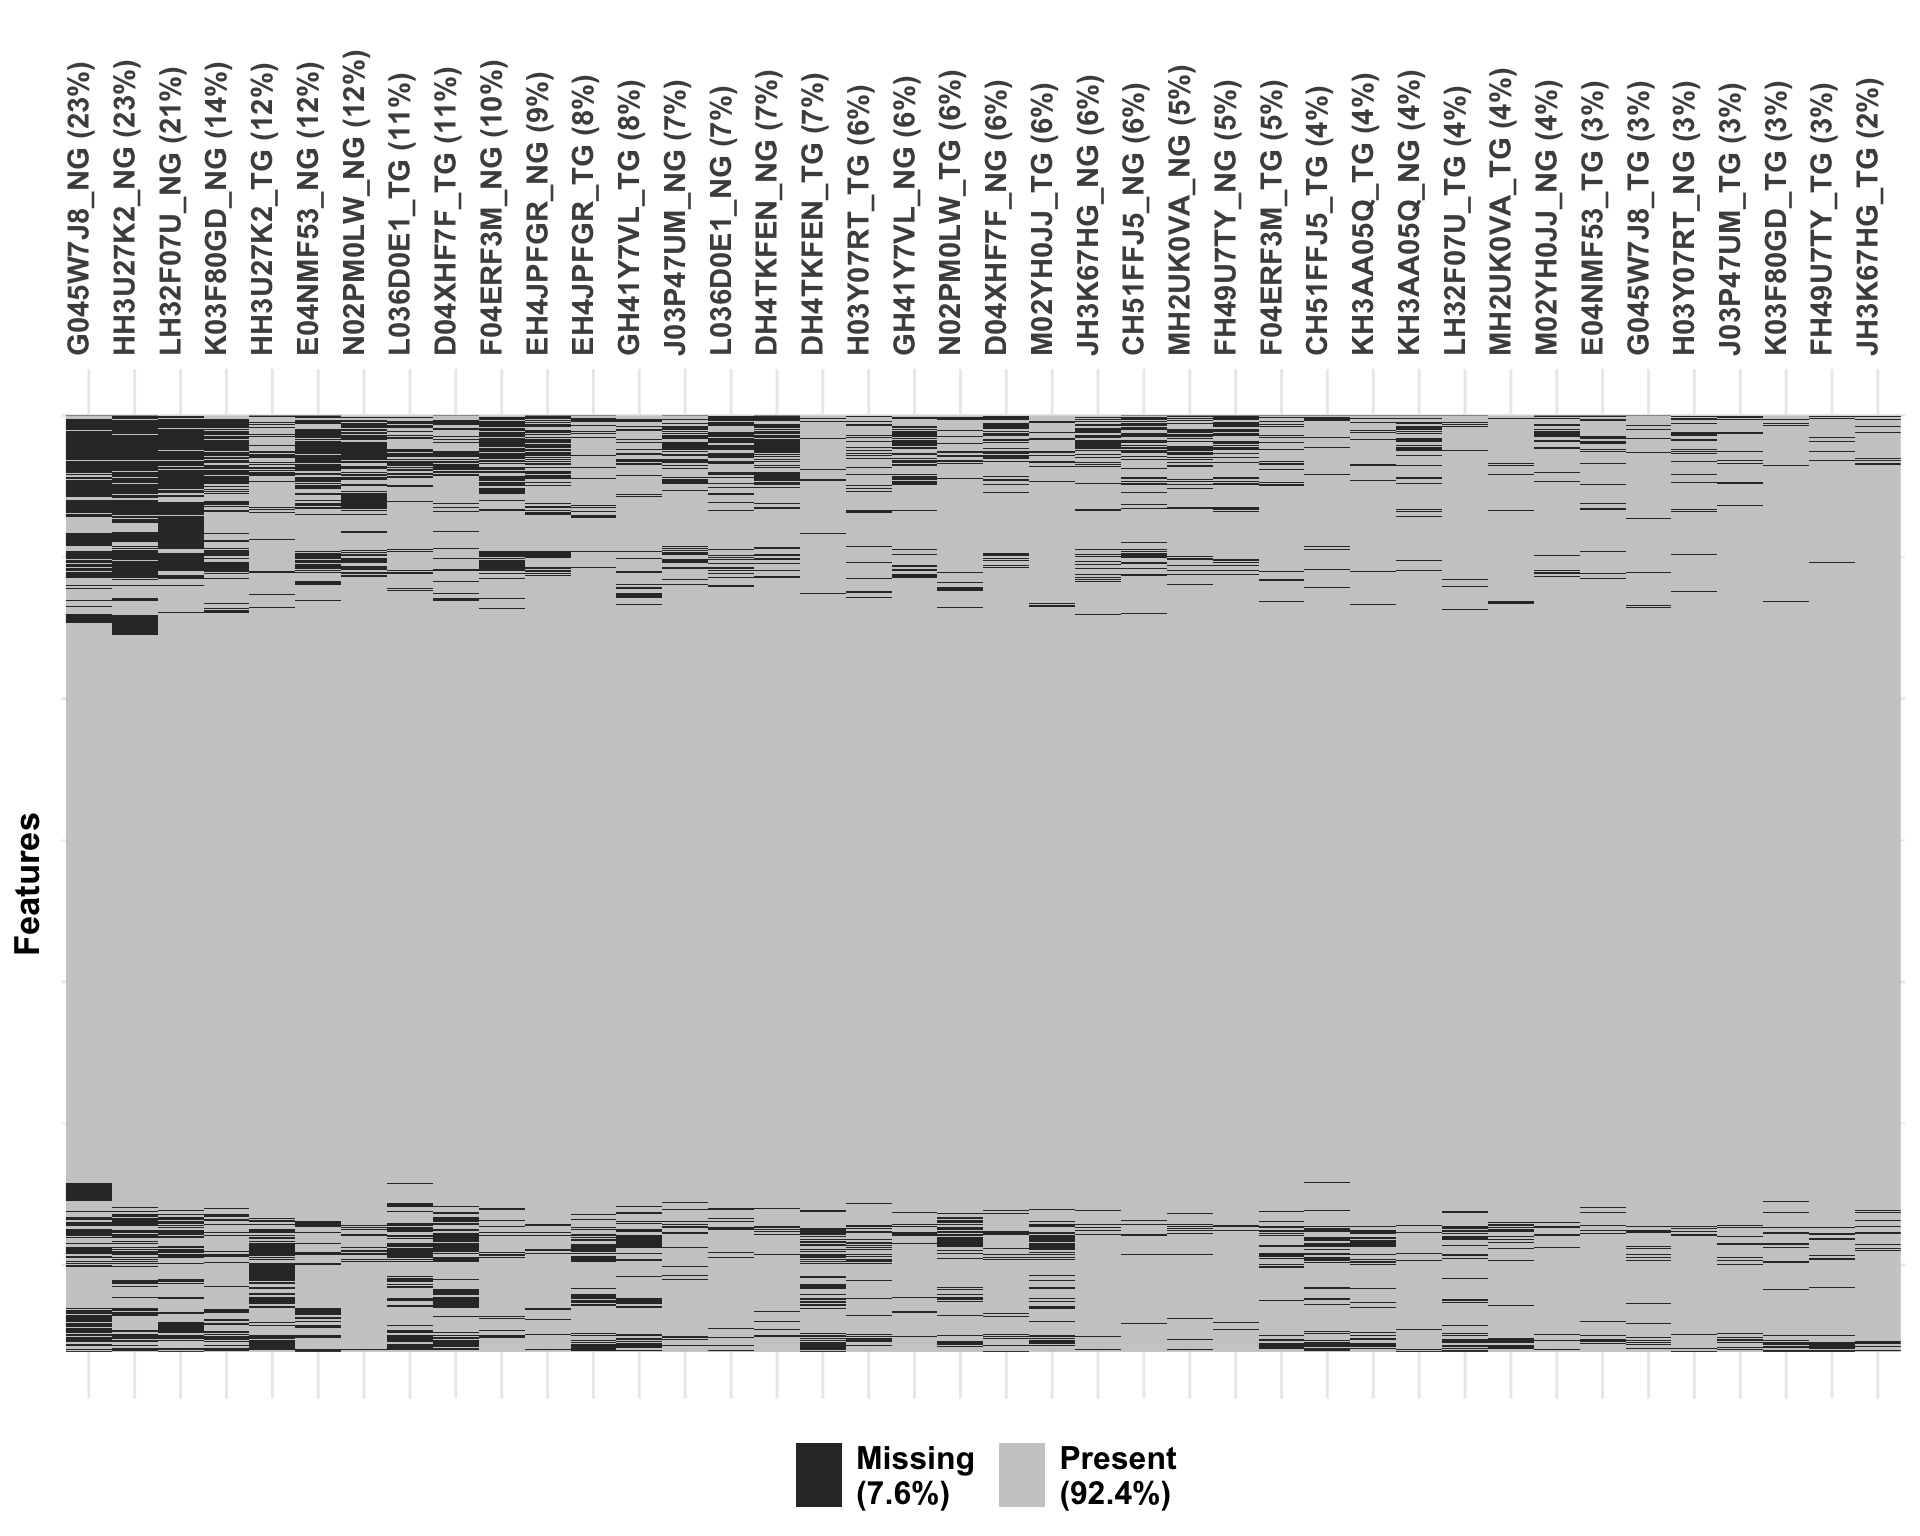 G045W7J8_NG (23%)
HH3U27K2_NG (23%)
LH32F07U_NG (21%)
K03F80GD_NG (14%)
HH3U27K2_TG (12%)
E04NMF53_NG (12%)
N02PM0LW_NG (12%)
L036D0E1_TG (11%)
D04XHF7F_TG (11%)
F04ERF3M_NG (10%)
EH4JPFGR_NG (9%)
EH4JPFGR_TG (8%)
GH41Y7VL_TG (8%)
J03P47UM_NG (7%)
L036D0E1_NG (7%)
DH4TKFEN_NG (7%)
DH4TKFEN_TG (7%)
H03Y07RT_TG (6%)
GH41Y7VL_NG (6%)
N02PM0LW_TG (6%)
D04XHF7F_NG (6%)
M02YH0JJ_TG (6%)
JH3K67HG_NG (6%)
CH51FFJ5_NG (6%)
MH2UK0VA_NG (5%)
FH49U7TY_NG (5%)
F04ERF3M_TG (5%)
CH51FFJ5_TG (4%)
KH3AA05Q_TG (4%)
KH3AA05Q_NG (4%)
LH32F07U_TG (4%)
MH2UK0VA_TG (4%)
M02YH0JJ_NG (4%)
E04NMF53_TG (3%)
G045W7J8_TG (3%)
H03Y07RT_NG (3%)
J03P47UM_TG (3%)
K03F80GD_TG (3%)
FH49U7TY_TG (3%)
JH3K67HG_TG (2%)
Features
Missing
(7.6%)
Present
(92.4%)